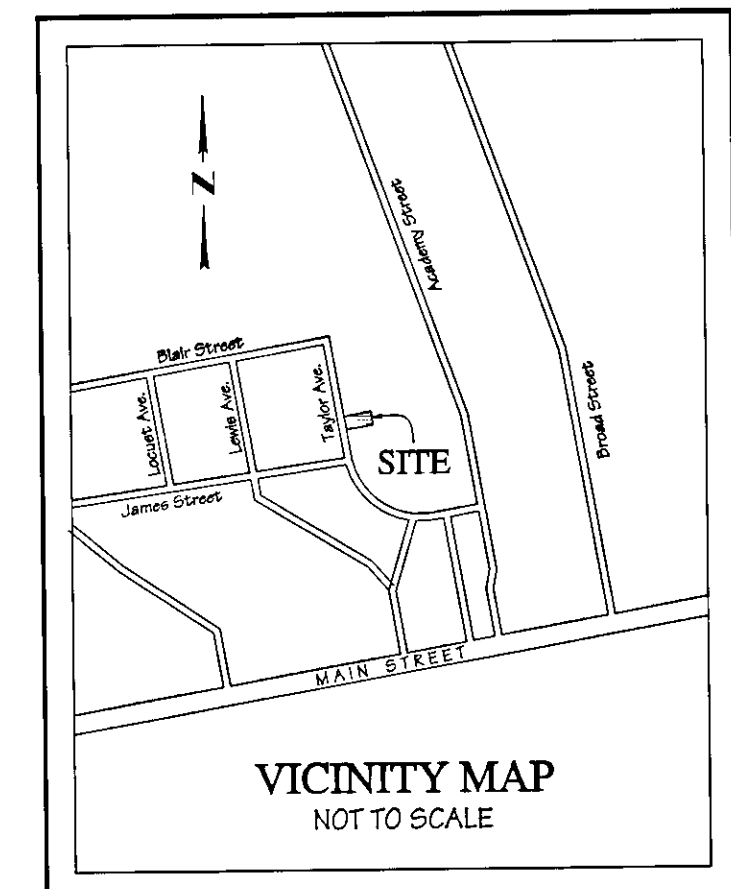 N
Academy Street
Broad Street
Blair Street
Locust Ave.
Lewis Ave.
Taylor Ave.
SITE
James Street
MAIN STREET
VICINITY MAP
NOT TO SCALE